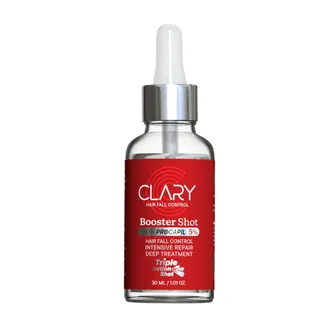 CLARY
HAIR FALL CONTROL
Booster Shot
PROCAPIL 5%
HAIR FALL CONTROL
INTENSIVE REPAIR
DEEP TREATMENT
Triple
Action
Shot
30 ML / 1.01 OZ